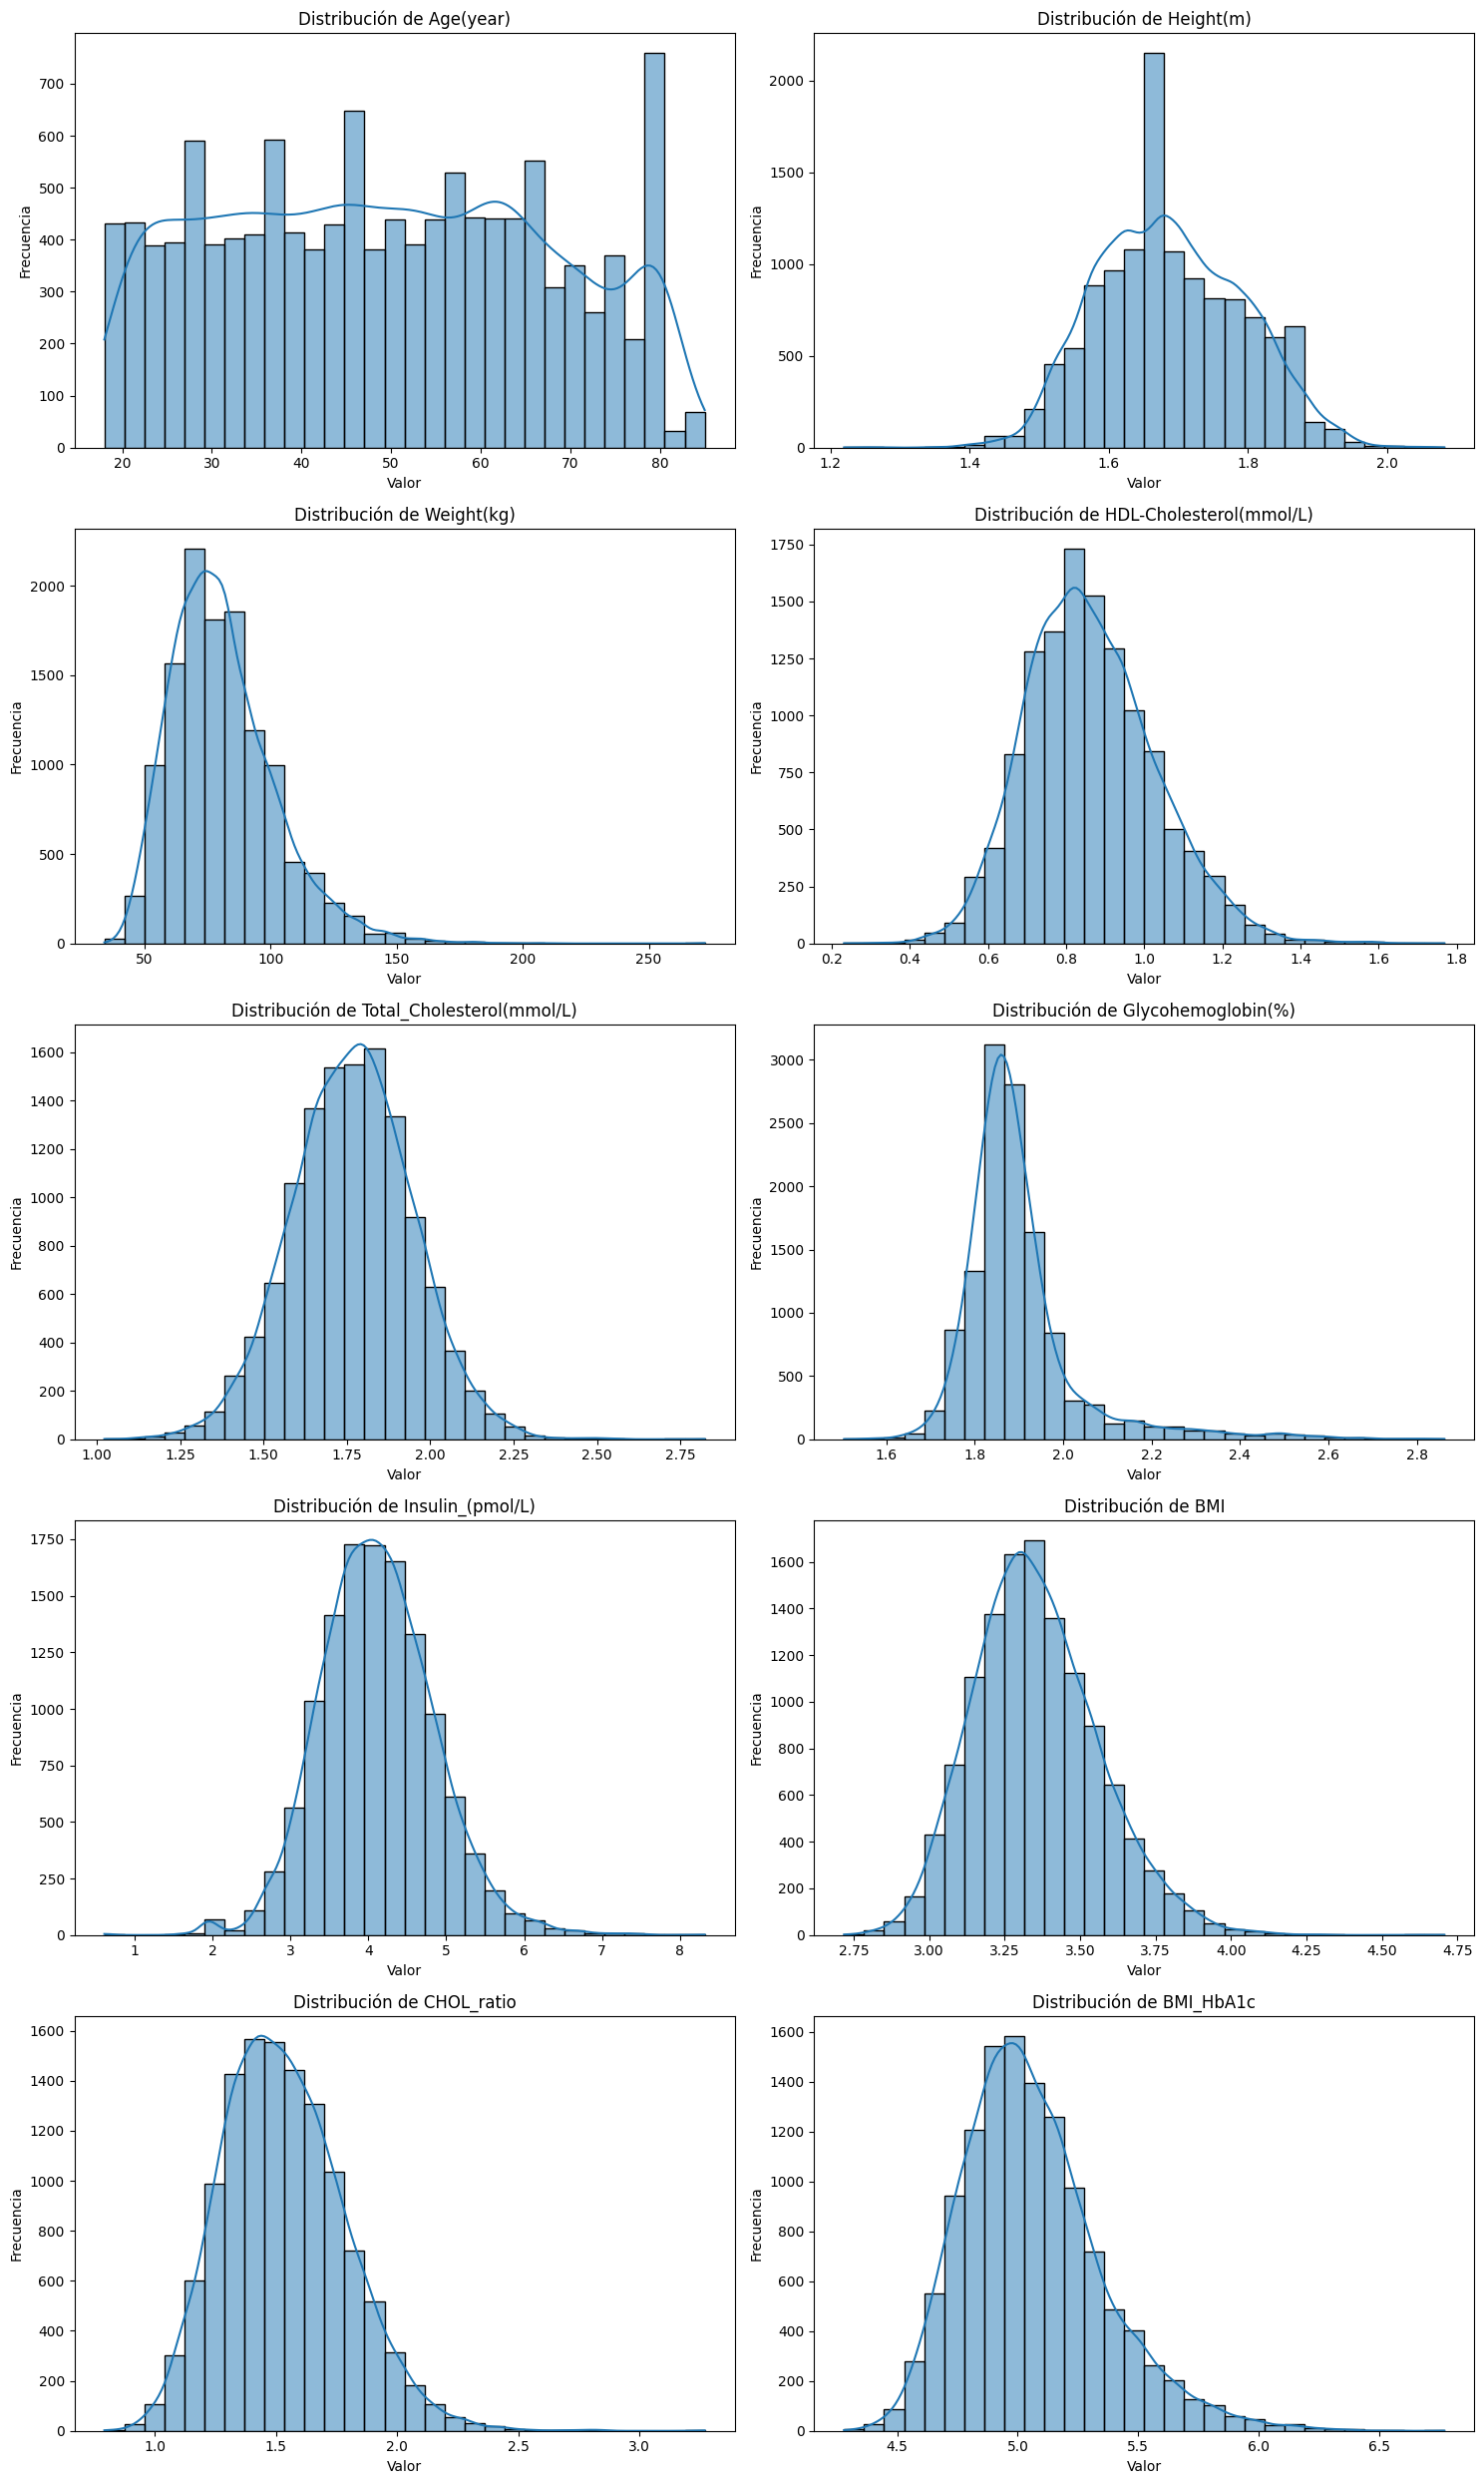 Distribución de Age(year)
Frecuencia
700
600
500
400
300
200
100
0
20 30 40 50 60 70 80
Valor
Distribución de Height(m)
Frecuencia
2000
1500
1000
500
0
1.2 1.4 1.6 1.8 2.0
Valor
Distribución de Weight(kg)
Frecuencia
2000
1500
1000
500
0
50 100 150 200 250
Valor
Distribución de HDL-Cholesterol(mmol/L)
Frecuencia
1750
1500
1250
1000
750
500
250
0
0.2 0.4 0.6 0.8 1.0 1.2 1.4 1.6 1.8
Valor
Distribución de Total_Cholesterol(mmol/L)
Frecuencia
1600
1400
1200
1000
800
600
400
200
0
1.00 1.25 1.50 1.75 2.00 2.25 2.50 2.75
Valor
Distribución de Glycohemoglobin(%)
Frecuencia
3000
2500
2000
1500
1000
500
0
1.6 1.8 2.0 2.2 2.4 2.6 2.8
Valor
Distribución de Insulin_(pmol/L)
Frecuencia
1750
1500
1250
1000
750
500
250
0
1 2 3 4 5 6 7 8
Valor
Distribución de BMI
Frecuencia
1600
1400
1200
1000
800
600
400
200
0
2.75 3.00 3.25 3.50 3.75 4.00 4.25 4.50 4.75
Valor
Distribución de CHOL_ratio
Frecuencia
1600
1400
1200
1000
800
600
400
200
0
1.0 1.5 2.0 2.5 3.0
Valor
Distribución de BMI_HbA1c
Frecuencia
1600
1400
1200
1000
800
600
400
200
0
4.5 5.0 5.5 6.0 6.5
Valor